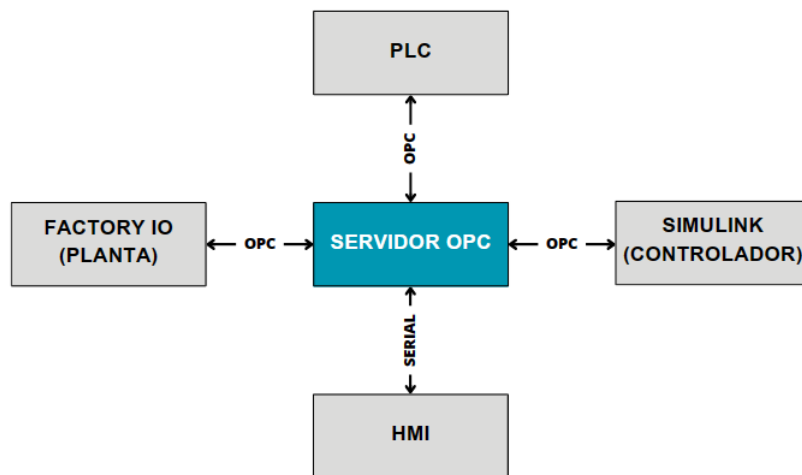 PLC
OPC
FACTORY IO
(PLANTA)
OPC
SERVIDOR OPC
OPC
SIMULINK
(CONTROLADOR)
SERIAL
HMI